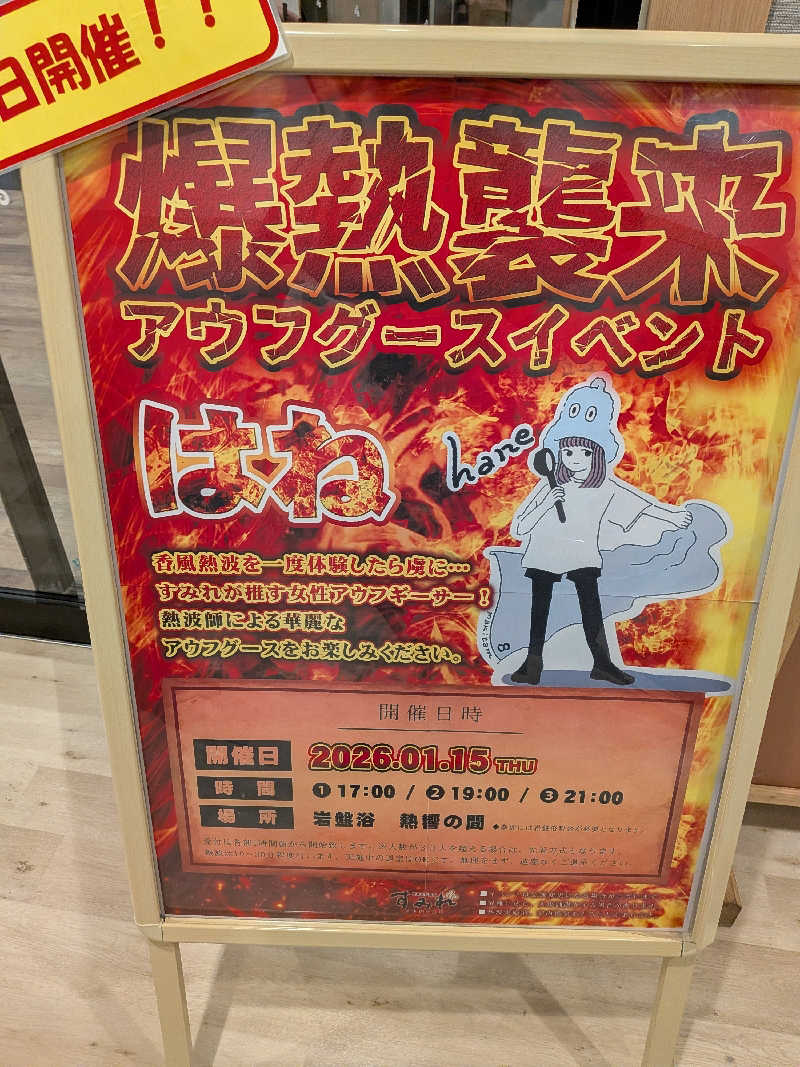 日開催！！
爆熱襲来
アウフグースイベント
はね
hane
香風熱波を一度体験したら虜に…
すみれが推す女性アウフギーサー！
熱波師による華麗な
アウフグースをお楽しみください。
開催日時
開催日 2026.01.15 THU
時間 ❶17:00 / ❷19:00 / ❸21:00
場所 岩盤浴 熱響の間
すみれ